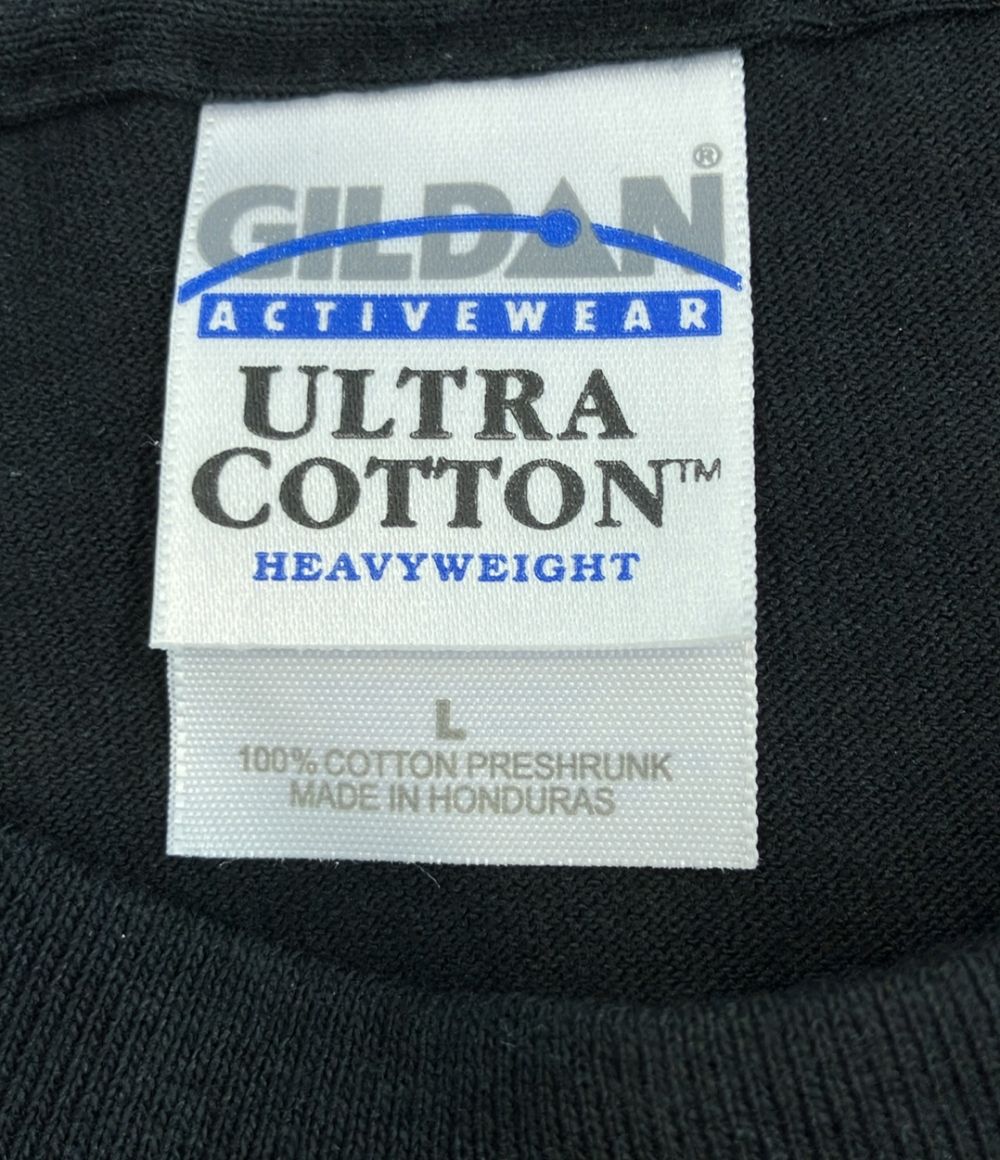 GILDAN®
ACTIVEWEAR
ULTRA
COTTON™
HEAVYWEIGHT
L
100% COTTON PRESHRUNK
MADE IN HONDURAS